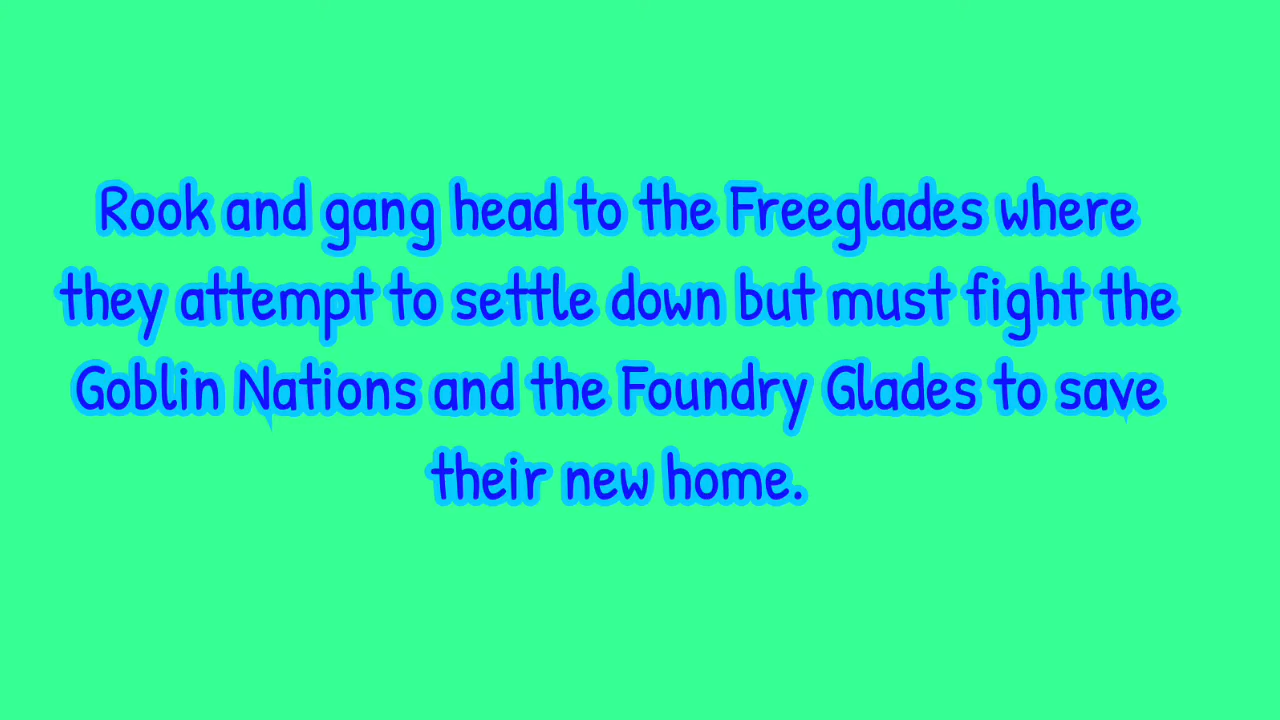 Rook and gang head to the Freeglades where
they attempt to settle down but must fight the
Goblin Nations and the Foundry Glades to save
their new home.